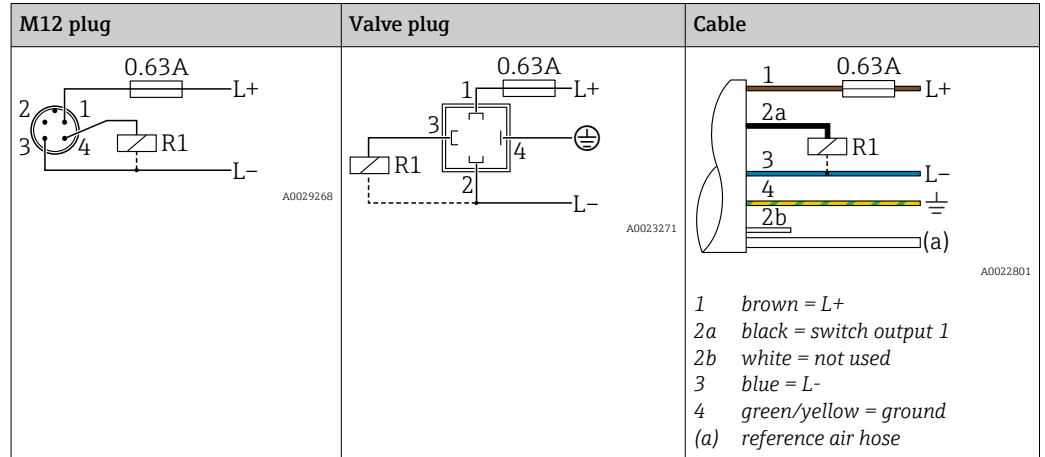 M12 plug
Valve plug
Cable
0.63A
L+
2
1
3
4
R1
L–
A0029268
0.63A
1
L+
3
4
R1
2
L–
A0023271
1
0.63A
L+
2a
R1
3
L–
4
2b
(a)
A0022801
1 brown = L+
2a black = switch output 1
2b white = not used
3 blue = L-
4 green/yellow = ground
(a) reference air hose